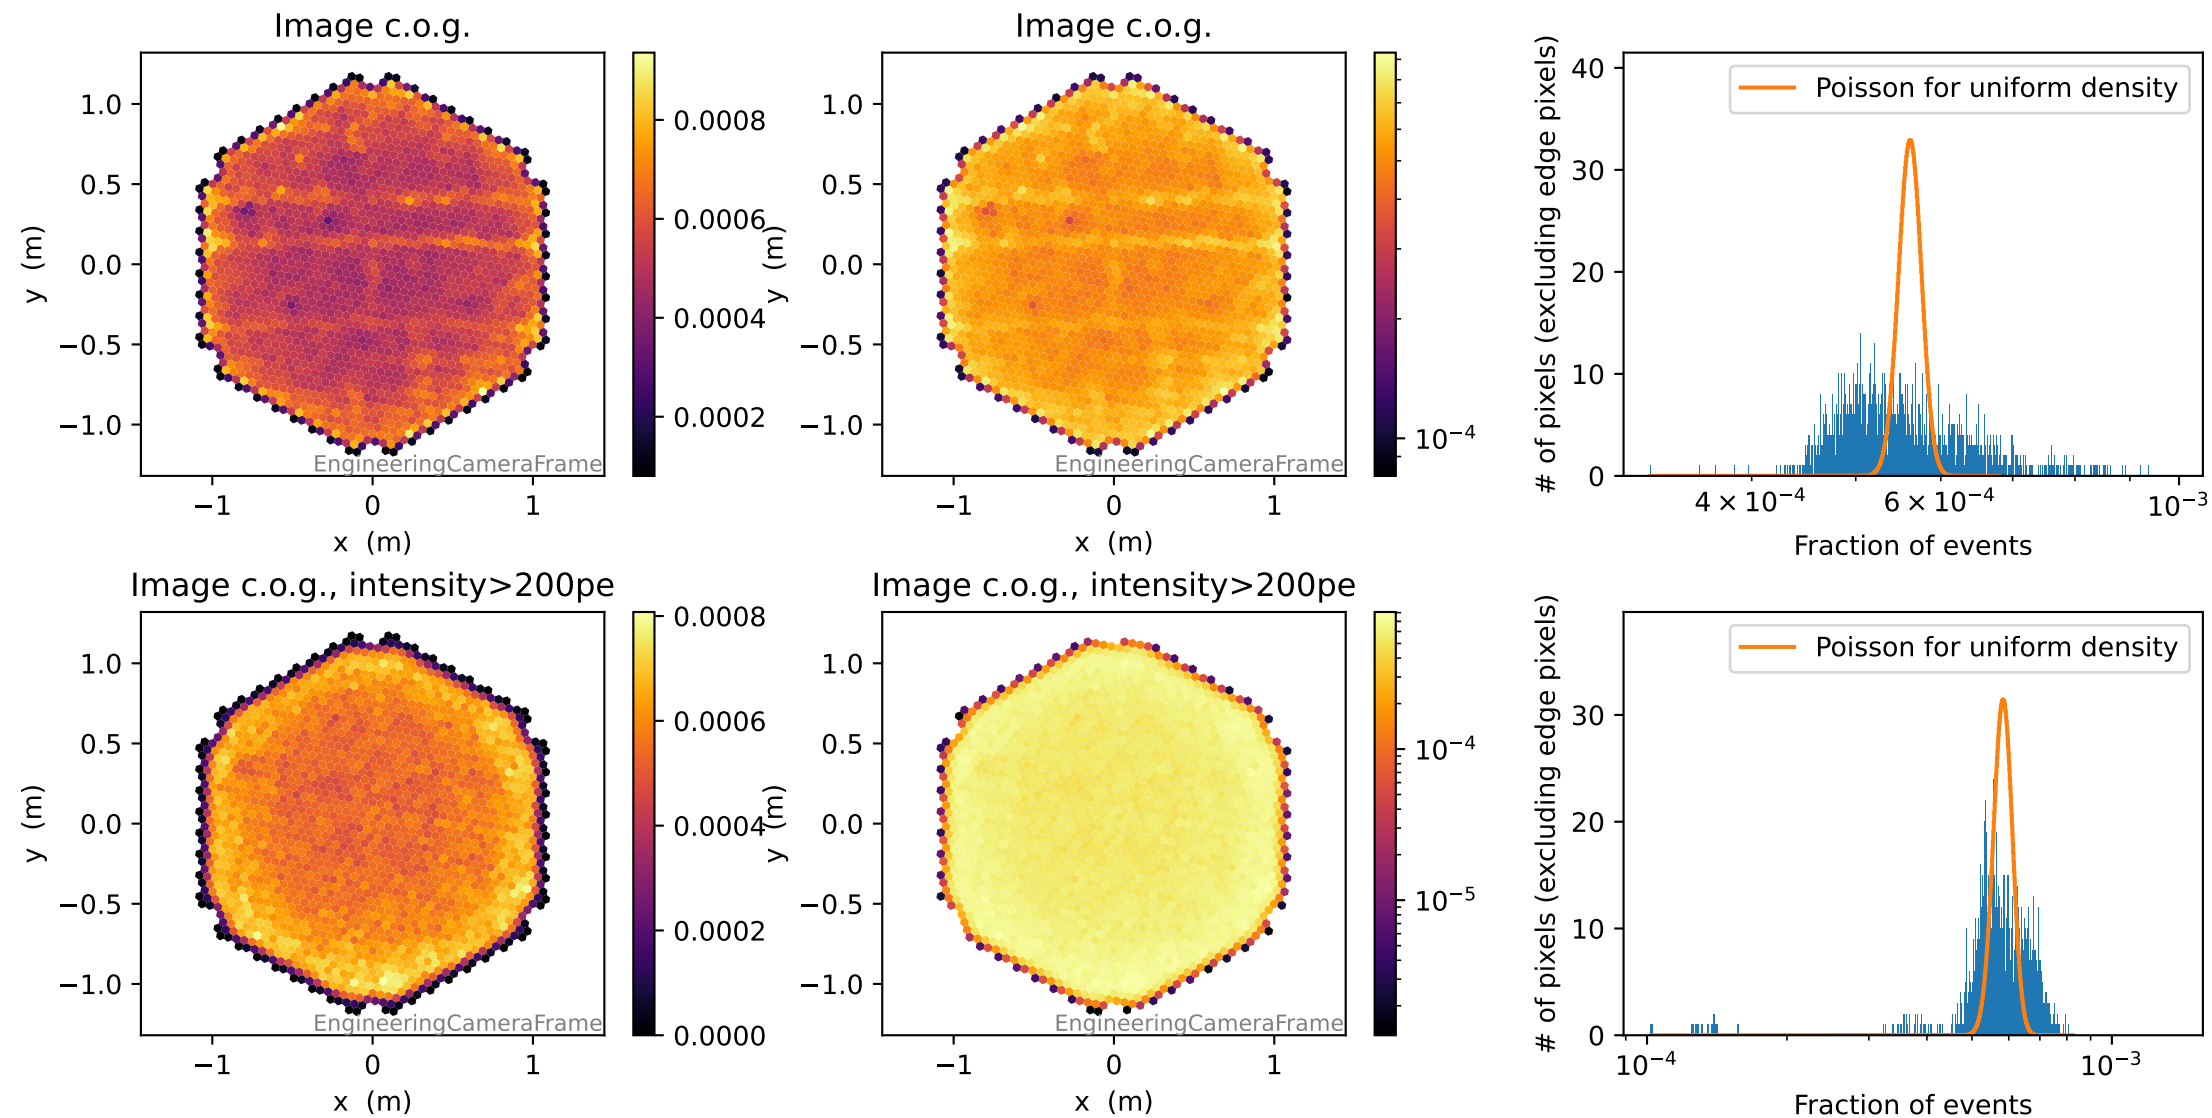 Image c.o.g.
1.0
0.5
0.0
−0.5
−1.0
y (m)
−1 0 1
x (m)
EngineeringCameraFrame
0.0008
0.0006
0.0004
0.0002
Image c.o.g.
1.0
0.5
0.0
−0.5
−1.0
y (m)
−1 0 1
x (m)
EngineeringCameraFrame
10⁻⁴
# of pixels (excluding edge pixels)
40
30
20
10
0
Poisson for uniform density
4 × 10⁻⁴ 6 × 10⁻⁴ 10⁻³
Fraction of events
Image c.o.g., intensity>200pe
1.0
0.5
0.0
−0.5
−1.0
y (m)
−1 0 1
x (m)
EngineeringCameraFrame
0.0008
0.0006
0.0004
0.0002
0.0000
Image c.o.g., intensity>200pe
1.0
0.5
0.0
−0.5
−1.0
y (m)
−1 0 1
x (m)
EngineeringCameraFrame
10⁻⁴
10⁻⁵
# of pixels (excluding edge pixels)
30
20
10
0
Poisson for uniform density
10⁻⁴ 10⁻³
Fraction of events